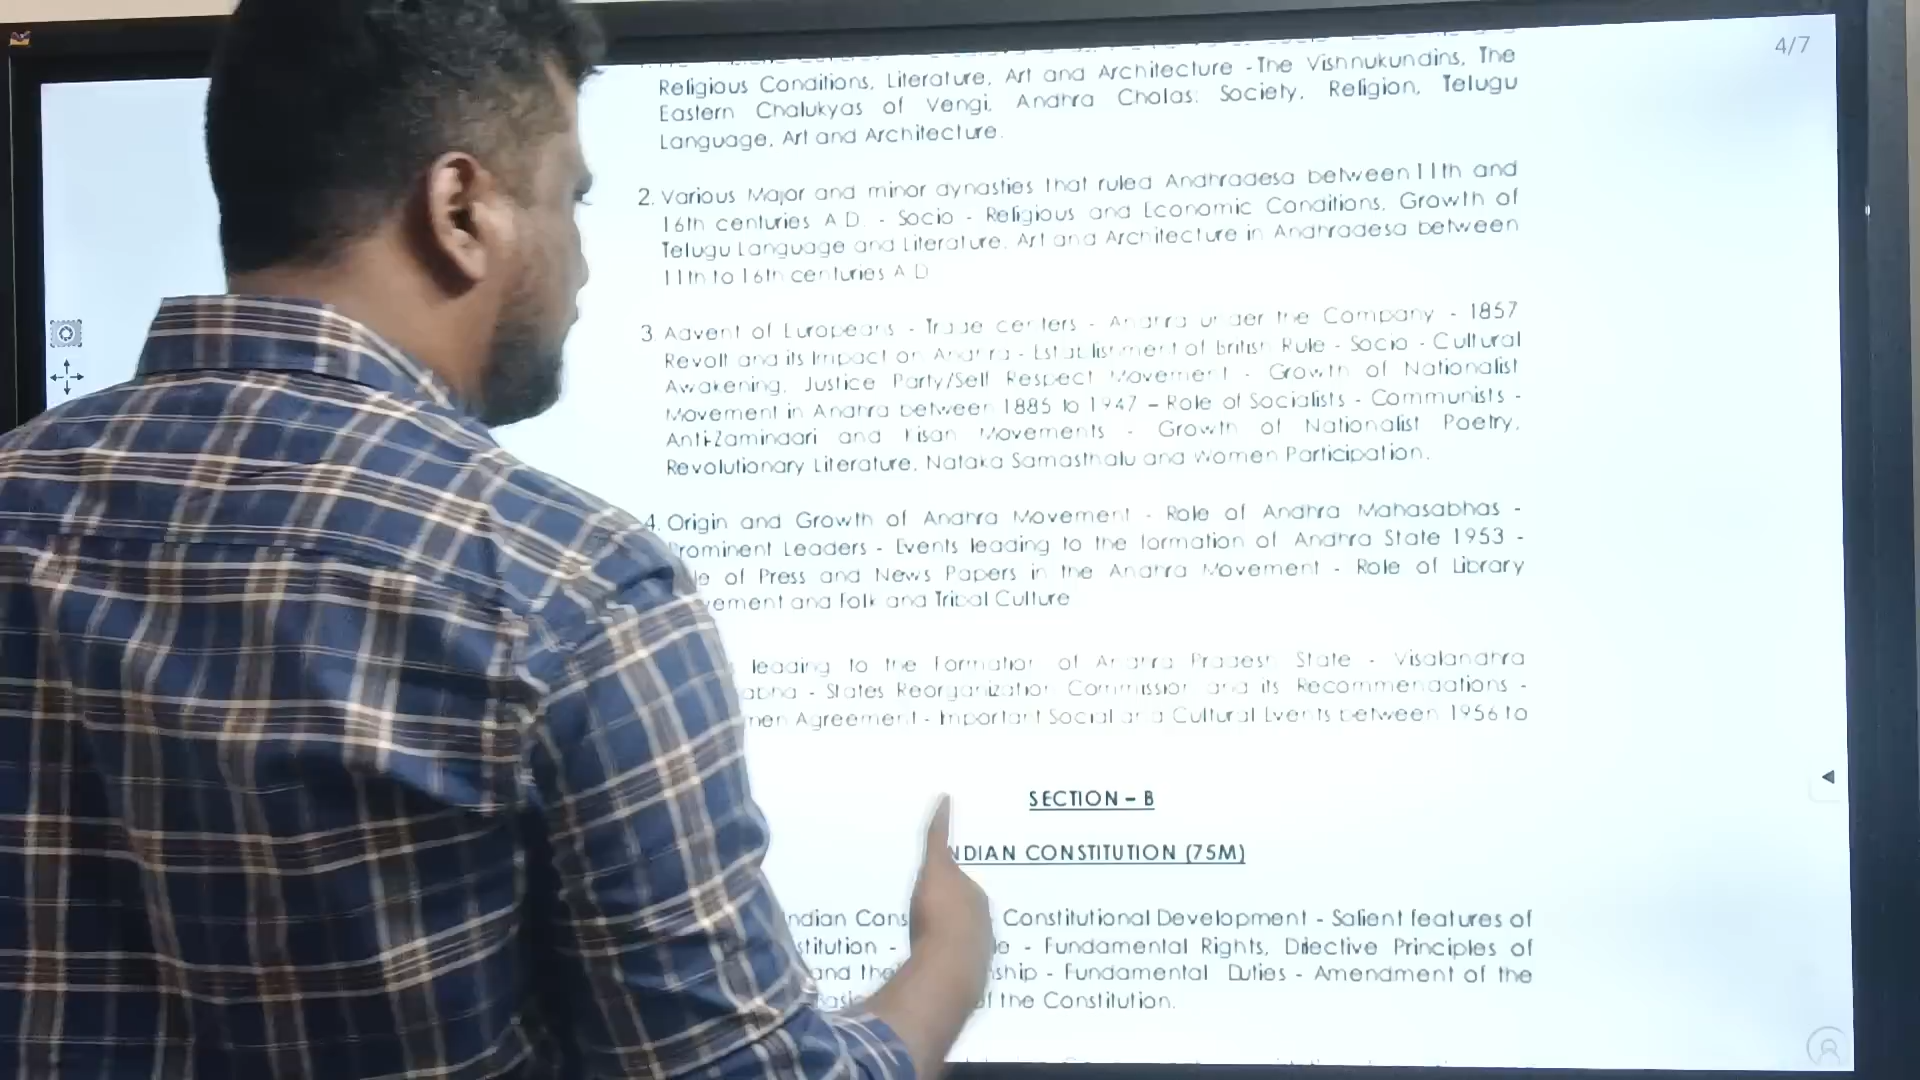 4/7
Religious Conditions, Literature, Art and Architecture - The Vishnukundins, The
Eastern Chalukyas of Vengi, Andhra Cholas: Society, Religion, Telugu
Language, Art and Architecture.
2. Various Major and minor dynasties that ruled Andhradesa between 11th and
16th centuries A.D. - Socio - Religious and Economic Conditions, Growth of
Telugu Language and Literature, Art and Architecture in Andhradesa between
11th to 16th centuries A.D
3. Advent of Europeans - Trade centers - Andhra under the Company - 1857
Revolt and its Impact on Andhra - Establishment of British Rule - Socio - Cultural
Awakening, Justice Party/Self Respect Movement - Growth of Nationalist
Movement in Andhra between 1885 to 1947 – Role of Socialists - Communists -
Anti-Zamindari and Kisan Movements - Growth of Nationalist Poetry,
Revolutionary Literature, Nataka Samasthalu and Women Participation.
4. Origin and Growth of Andhra Movement - Role of Andhra Mahasabhas -
rominent Leaders - Events leading to the formation of Andhra State 1953 -
le of Press and News Papers in the Andhra Movement - Role of Library
vement and Folk and Tribal Culture
leading to the Formation of Andhra Pradesh State - Visalandhra
abha - States Reorganization Commission and its Recommendations -
men Agreement - Important Social and Cultural Events between 1956 to
SECTION – B
NDIAN CONSTITUTION (75M)
ndian Cons Constitutional Development - Salient features of
stitution - le - Fundamental Rights, Directive Principles of
and the ship - Fundamental Duties - Amendment of the
Basic of the Constitution.